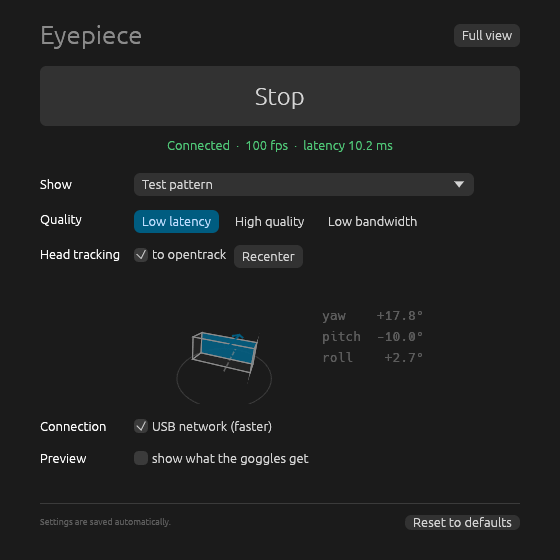 Eyepiece
Full view
Stop
Connected · 100 fps · latency 10.2 ms
Show Test pattern
Quality Low latency High quality Low bandwidth
Head tracking to opentrack Recenter
yaw +17.8°
pitch -10.0°
roll +2.7°
Connection USB network (faster)
Preview show what the goggles get
Settings are saved automatically.
Reset to defaults